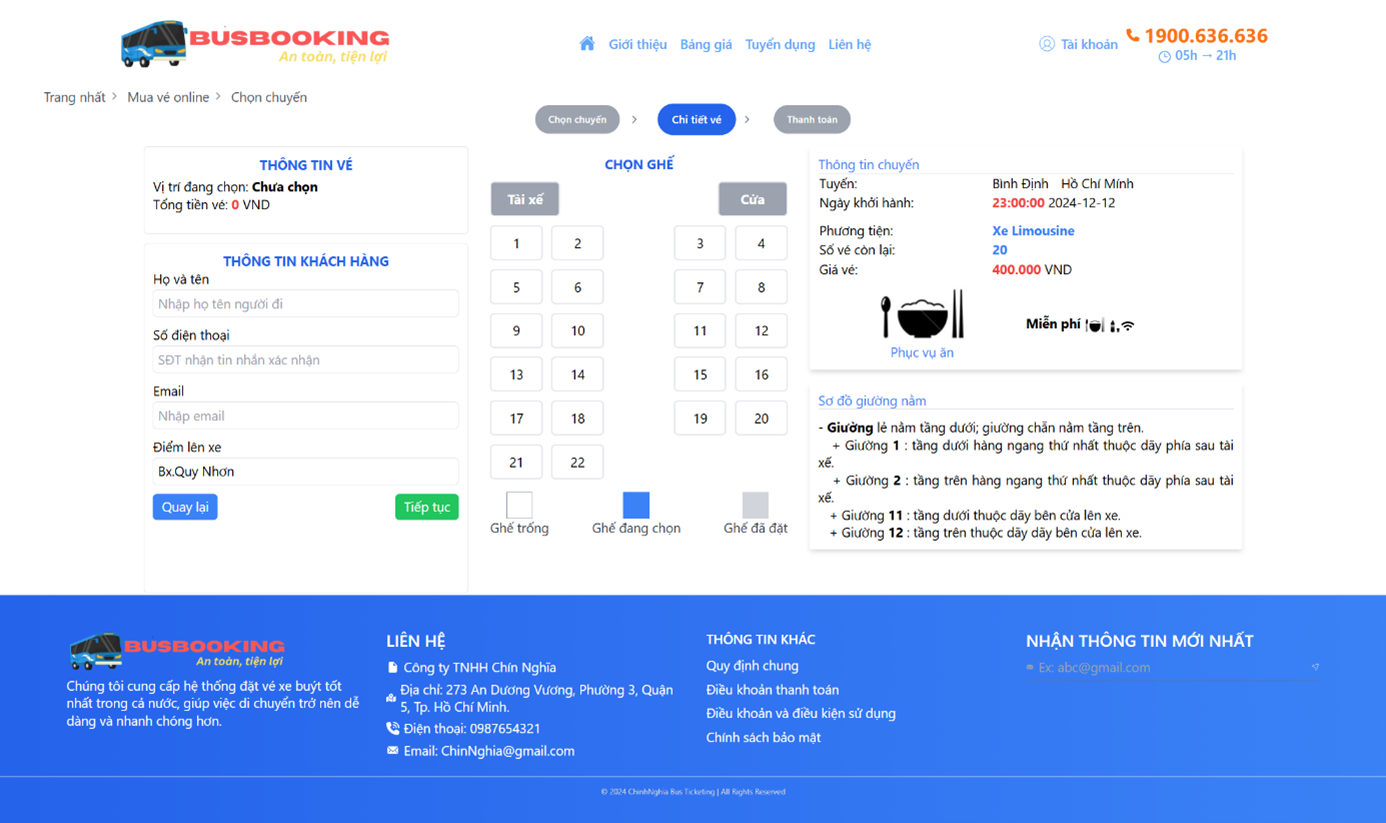 BUSBOOKING
An toàn, tiện lợi
Giới thiệu Bảng giá Tuyển dụng Liên hệ
Tài khoản
1900.636.636
05h → 21h
Trang nhất > Mua vé online > Chọn chuyến
Chọn chuyến > Chi tiết vé > Thanh toán
THÔNG TIN VÉ
Vị trí đang chọn: Chưa chọn
Tổng tiền vé: 0 VND
THÔNG TIN KHÁCH HÀNG
Họ và tên
Nhập họ tên người đi
Số điện thoại
SĐT nhận tin nhắn xác nhận
Email
Nhập email
Điểm lên xe
Bx.Quy Nhơn
Quay lại Tiếp tục
CHỌN GHẾ
Tài xế Cửa
1 2 3 4
5 6 7 8
9 10 11 12
13 14 15 16
17 18 19 20
21 22
Ghế trống Ghế đang chọn Ghế đã đặt
Thông tin chuyến
Tuyến: Bình Định Hồ Chí Mính
Ngày khởi hành: 23:00:00 2024-12-12
Phương tiện: Xe Limousine
Số vé còn lại: 20
Giá vé: 400.000 VND
Phục vụ ăn
Miễn phí
Sơ đồ giường nằm
- Giường lẻ nằm tầng dưới; giường chẵn nằm tầng trên.
+ Giường 1 : tầng dưới hàng ngang thứ nhất thuộc dãy phía sau tài
xế.
+ Giường 2 : tầng trên hàng ngang thứ nhất thuộc dãy phía sau tài
xế.
+ Giường 11 : tầng dưới thuộc dãy bên cửa lên xe.
+ Giường 12 : tầng trên thuộc dãy dãy bên cửa lên xe.
BUSBOOKING
An toàn, tiện lợi
Chúng tôi cung cấp hệ thống đặt vé xe buýt tốt
nhất trong cả nước, giúp việc di chuyển trở nên dễ
dàng và nhanh chóng hơn.
LIÊN HỆ
Công ty TNHH Chín Nghĩa
Địa chỉ: 273 An Dương Vương, Phường 3, Quận
5, Tp. Hồ Chí Minh.
Điện thoại: 0987654321
Email: ChinNghia@gmail.com
THÔNG TIN KHÁC
Quy định chung
Điều khoản thanh toán
Điều khoản và điều kiện sử dụng
Chính sách bảo mật
NHẬN THÔNG TIN MỚI NHẤT
Ex: abc@gmail.com
© 2024 ChinhNghia Bus Ticketing | All Rights Reserved